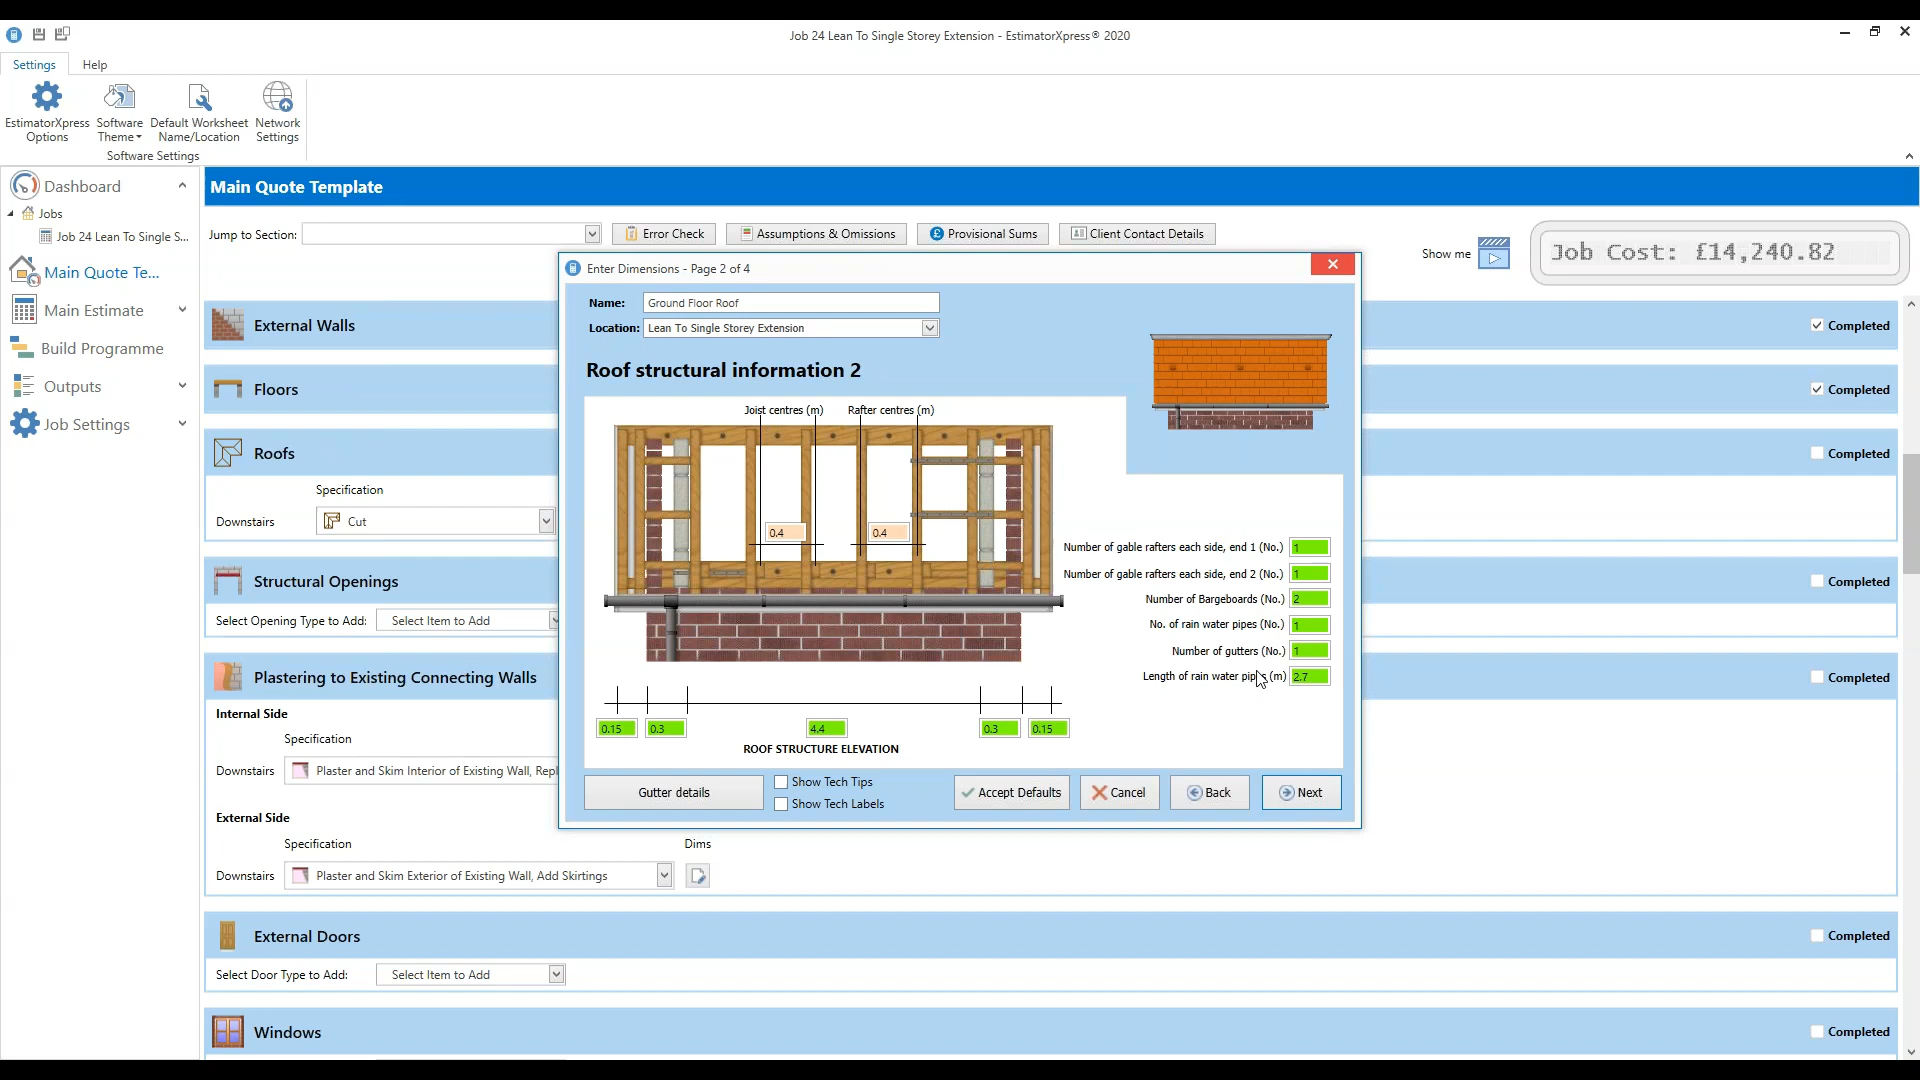 Job 24 Lean To Single Storey Extension - EstimatorXpress® 2020
Settings Help
EstimatorXpress Options
Software Theme
Default Worksheet Name/Location
Network Settings
Software Settings
Dashboard
Jobs
Job 24 Lean To Single S...
Main Quote Te...
Main Estimate
Build Programme
Outputs
Job Settings
Main Quote Template
Jump to Section:
Error Check
Assumptions & Omissions
Provisional Sums
Client Contact Details
Show me
Job Cost: £14,240.82
External Walls
Completed
Floors
Completed
Roofs
Completed
Specification
Downstairs
Cut
Structural Openings
Completed
Select Opening Type to Add:
Select Item to Add
Plastering to Existing Connecting Walls
Completed
Internal Side
Specification
Downstairs
Plaster and Skim Interior of Existing Wall, Repl
External Side
Specification
Dims
Downstairs
Plaster and Skim Exterior of Existing Wall, Add Skirtings
External Doors
Completed
Select Door Type to Add:
Select Item to Add
Windows
Completed
Enter Dimensions - Page 2 of 4
Name:
Ground Floor Roof
Location:
Lean To Single Storey Extension
Roof structural information 2
Joist centres (m)
Rafter centres (m)
0.4
0.4
Number of gable rafters each side, end 1 (No.) 1
Number of gable rafters each side, end 2 (No.) 1
Number of Bargeboards (No.) 2
No. of rain water pipes (No.) 1
Number of gutters (No.) 1
Length of rain water pipes (m) 2.7
0.15 0.3 4.4 0.3 0.15
ROOF STRUCTURE ELEVATION
Gutter details
Show Tech Tips
Show Tech Labels
Accept Defaults
Cancel
Back
Next